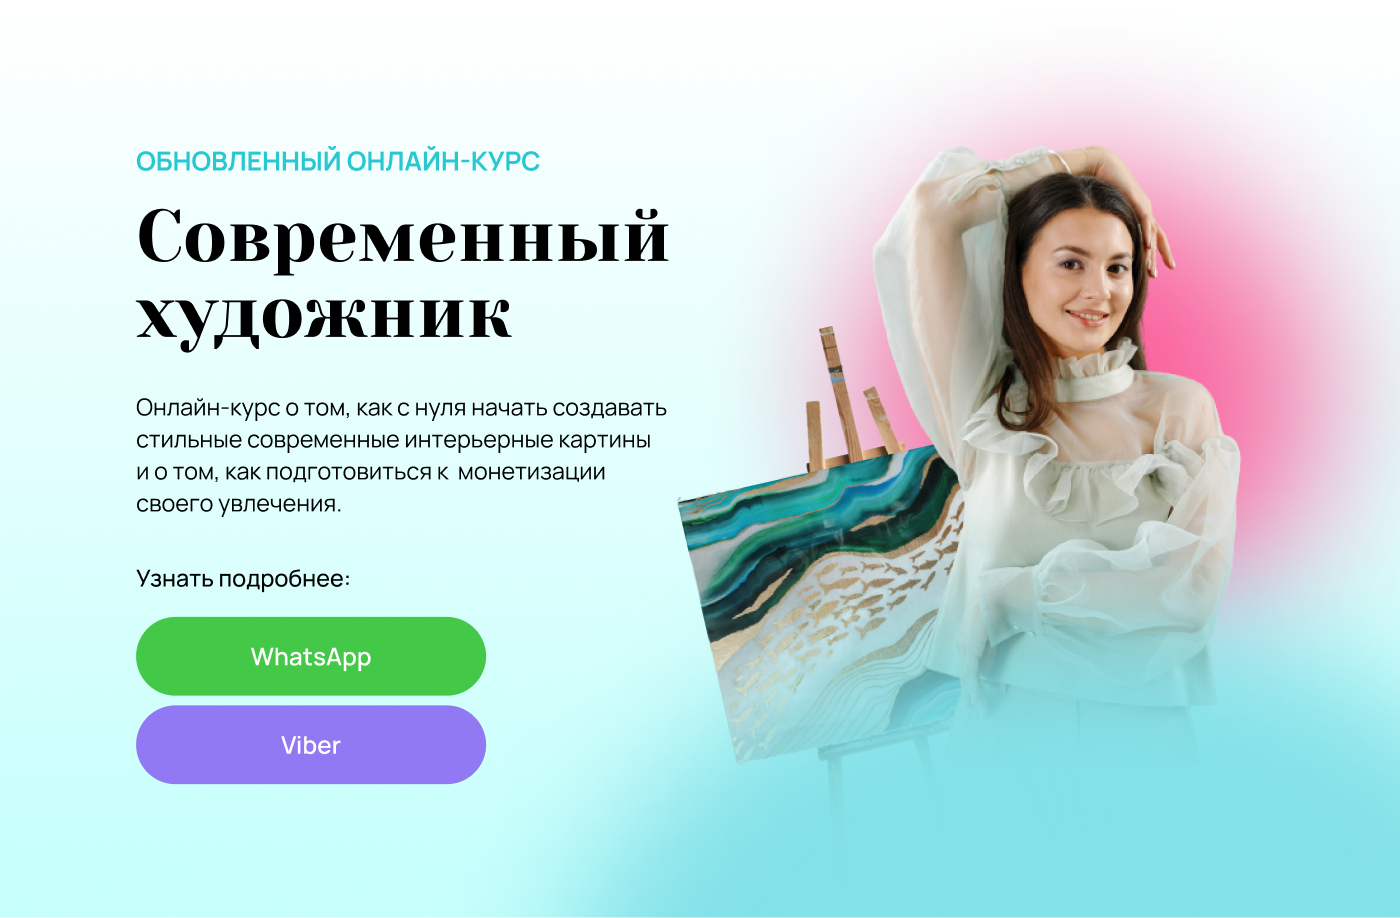 ОБНОВЛЕННЫЙ ОНЛАЙН-КУРС
Современный
художник
Онлайн-курс о том, как с нуля начать создавать
стильные современные интерьерные картины
и о том, как подготовиться к  монетизации
своего увлечения.
Узнать подробнее:
WhatsApp
Viber